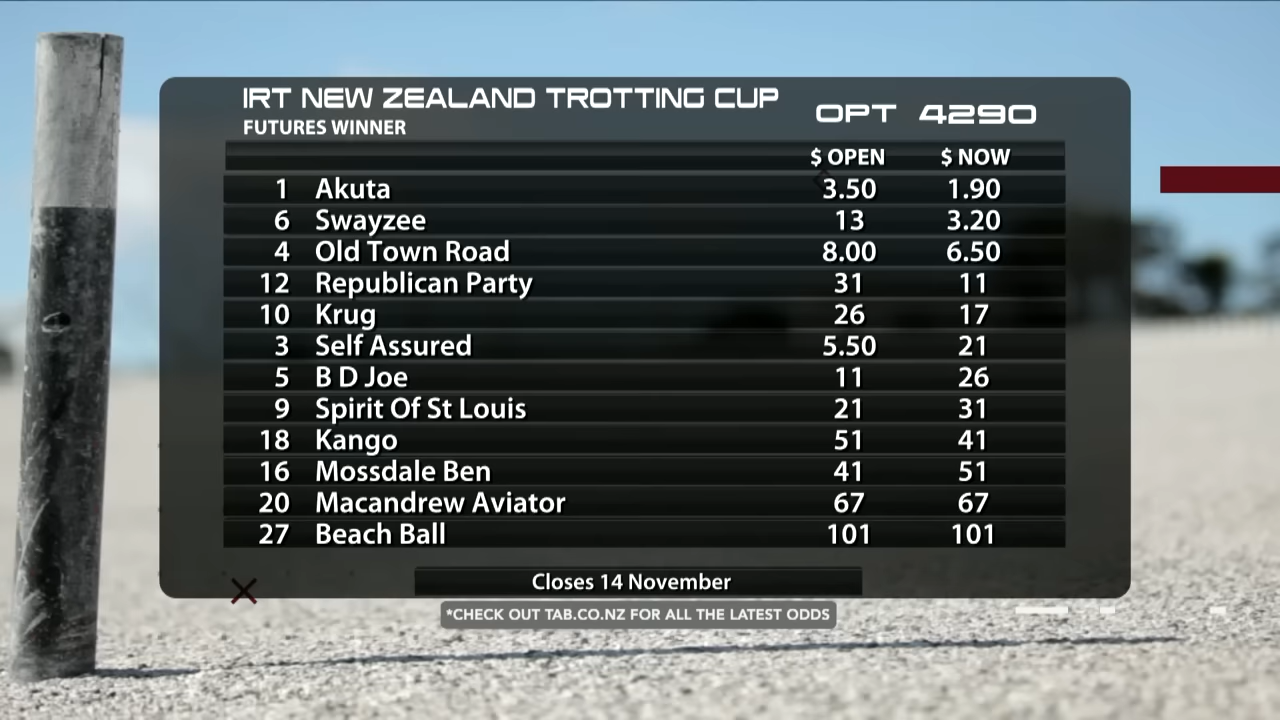 IRT NEW ZEALAND TROTTING CUP
FUTURES WINNER
OPT 4290
$ OPEN $ NOW
1 Akuta 3.50 1.90
6 Swayzee 13 3.20
4 Old Town Road 8.00 6.50
12 Republican Party 31 11
10 Krug 26 17
3 Self Assured 5.50 21
5 B D Joe 11 26
9 Spirit Of St Louis 21 31
18 Kango 51 41
16 Mossdale Ben 41 51
20 Macandrew Aviator 67 67
27 Beach Ball 101 101
Closes 14 November
*CHECK OUT TAB.CO.NZ FOR ALL THE LATEST ODDS